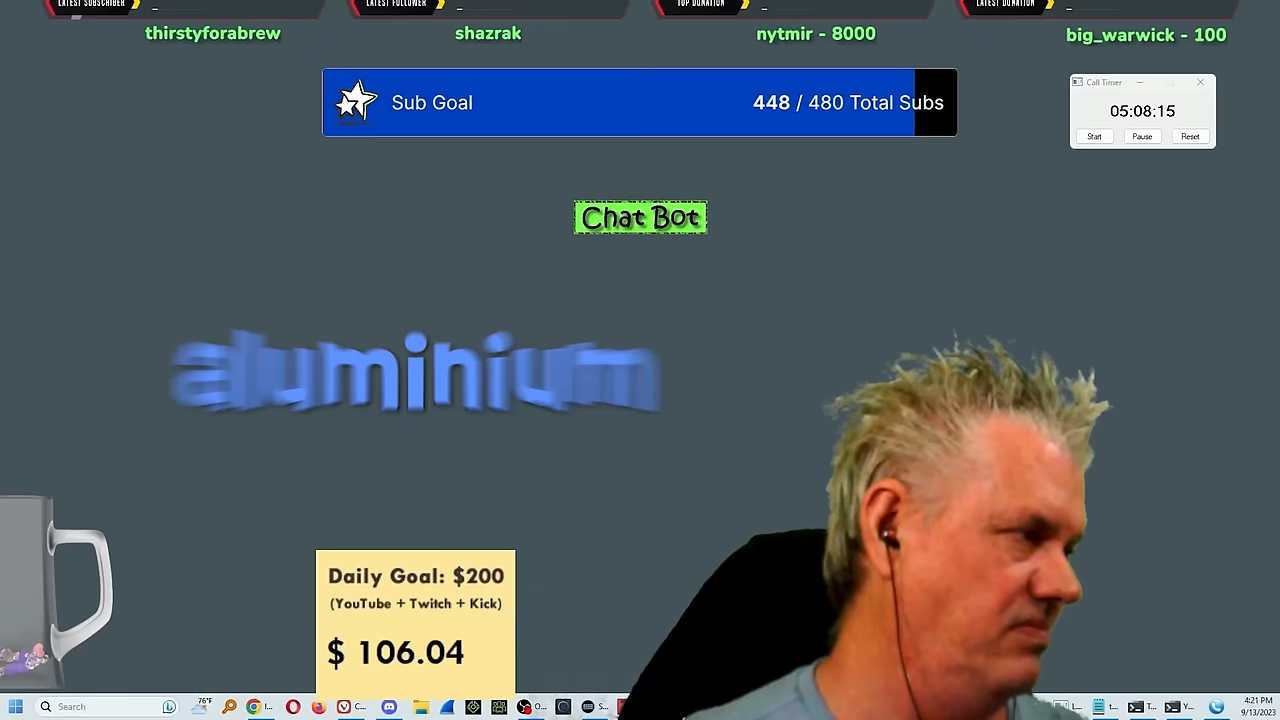 LATEST SUBSCRIBER
LATEST FOLLOWER
TOP DONATION
LATEST DONATION
thirstyforabrew
shazrak
nytmir - 8000
big_warwick - 100
Sub Goal
448 / 480 Total Subs
Call Timer
05:08:15
Start
Pause
Reset
Chat Bot
aluminium
Daily Goal: $200
(YouTube + Twitch + Kick)
$ 106.04
Search
76°F
4:21 PM
9/13/2023